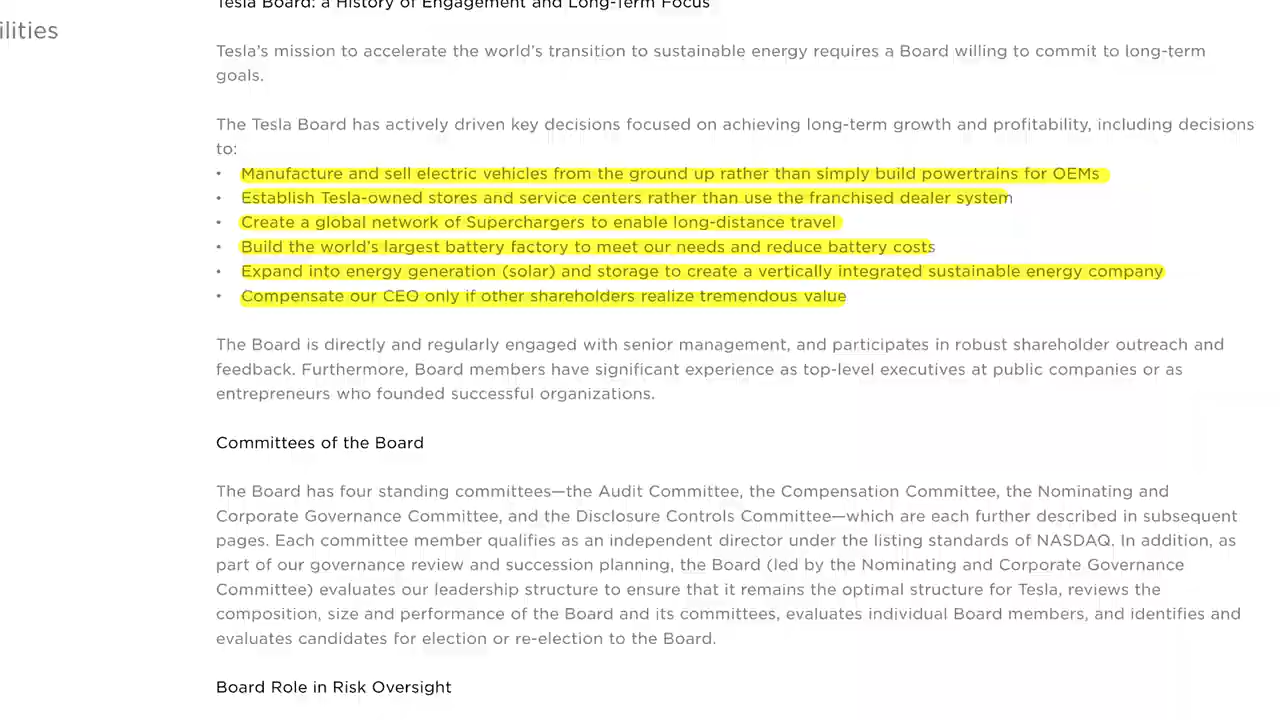 Tesla Board: a History of Engagement and Long-Term Focus
ilities
Tesla's mission to accelerate the world's transition to sustainable energy requires a Board willing to commit to long-term
goals.
The Tesla Board has actively driven key decisions focused on achieving long-term growth and profitability, including decisions
to:
• Manufacture and sell electric vehicles from the ground up rather than simply build powertrains for OEMs
• Establish Tesla-owned stores and service centers rather than use the franchised dealer system
• Create a global network of Superchargers to enable long-distance travel
• Build the world's largest battery factory to meet our needs and reduce battery costs
• Expand into energy generation (solar) and storage to create a vertically integrated sustainable energy company
• Compensate our CEO only if other shareholders realize tremendous value
The Board is directly and regularly engaged with senior management, and participates in robust shareholder outreach and
feedback. Furthermore, Board members have significant experience as top-level executives at public companies or as
entrepreneurs who founded successful organizations.
Committees of the Board
The Board has four standing committees—the Audit Committee, the Compensation Committee, the Nominating and
Corporate Governance Committee, and the Disclosure Controls Committee—which are each further described in subsequent
pages. Each committee member qualifies as an independent director under the listing standards of NASDAQ. In addition, as
part of our governance review and succession planning, the Board (led by the Nominating and Corporate Governance
Committee) evaluates our leadership structure to ensure that it remains the optimal structure for Tesla, reviews the
composition, size and performance of the Board and its committees, evaluates individual Board members, and identifies and
evaluates candidates for election or re-election to the Board.
Board Role in Risk Oversight